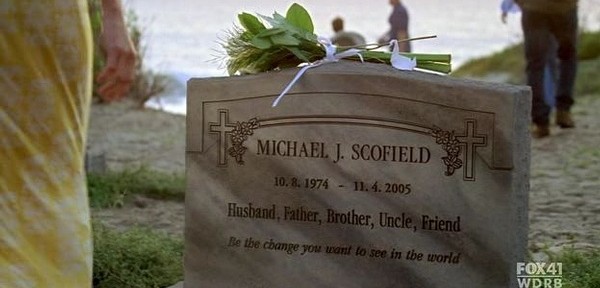 MICHAEL J. SCOFIELD
10.8.1974 - 11.4.2005
Husband, Father, Brother, Uncle, Friend
Be the change you want to see in the world
FOX41
WDRB